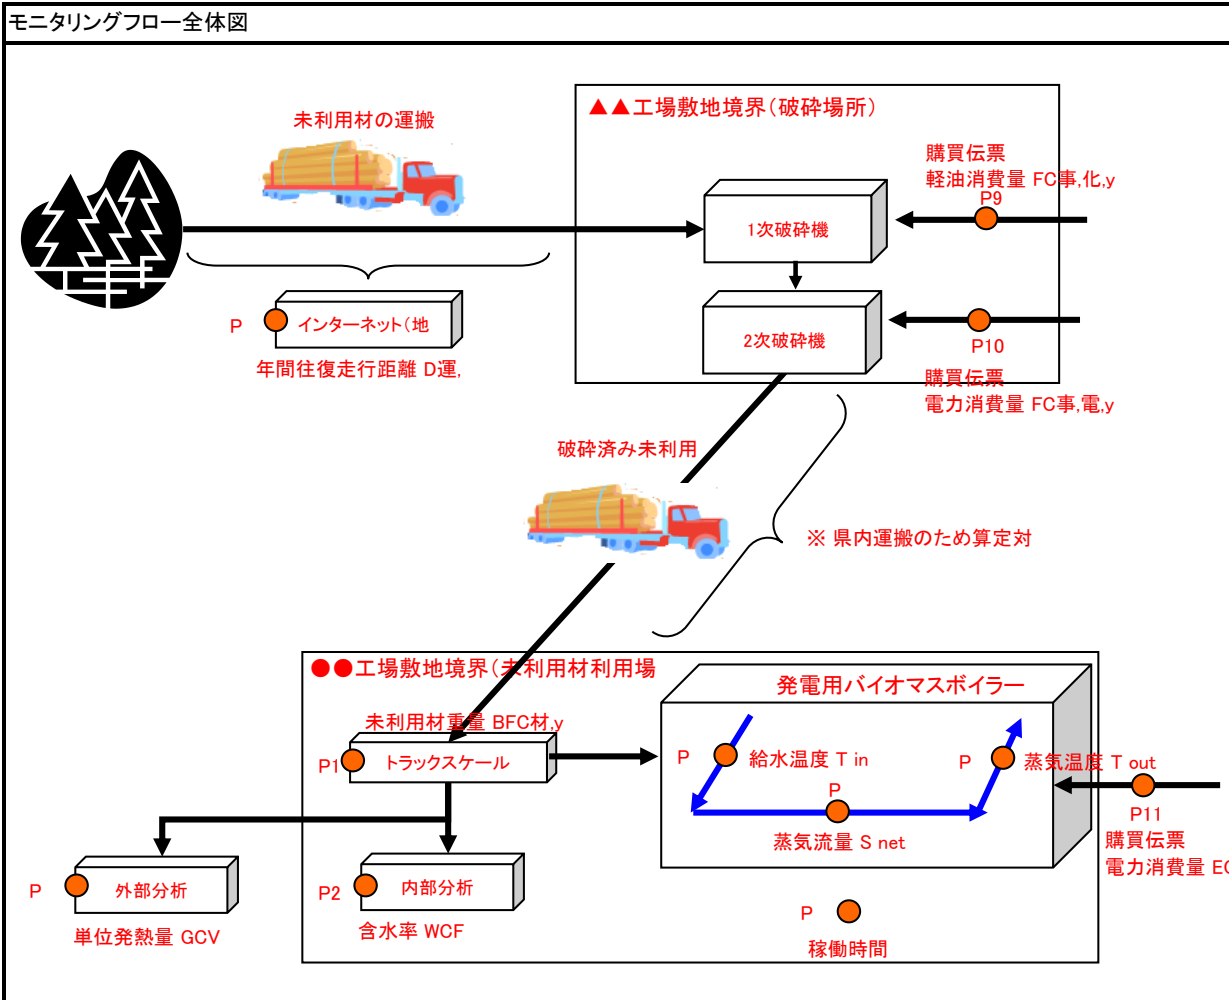 モニタリングフロー全体図
未利用材の運搬
▲▲工場敷地境界（破砕場所）
購買伝票
軽油消費量 FC事,化,y
P9
1次破砕機
P
インターネット（地
年間往復走行距離 D運,
2次破砕機
P10
購買伝票
電力消費量 FC事,電,y
破砕済み未利用
※ 県内運搬のため算定対
●●工場敷地境界（未利用材利用場
発電用バイオマスボイラー
未利用材重量 BFC材,y
P1
トラックスケール
P
給水温度 T in
P
蒸気温度 T out
P
蒸気流量 S net
P11
購買伝票
電力消費量 EC
P
外部分析
単位発熱量 GCV
P2
内部分析
含水率 WCF
P
稼働時間